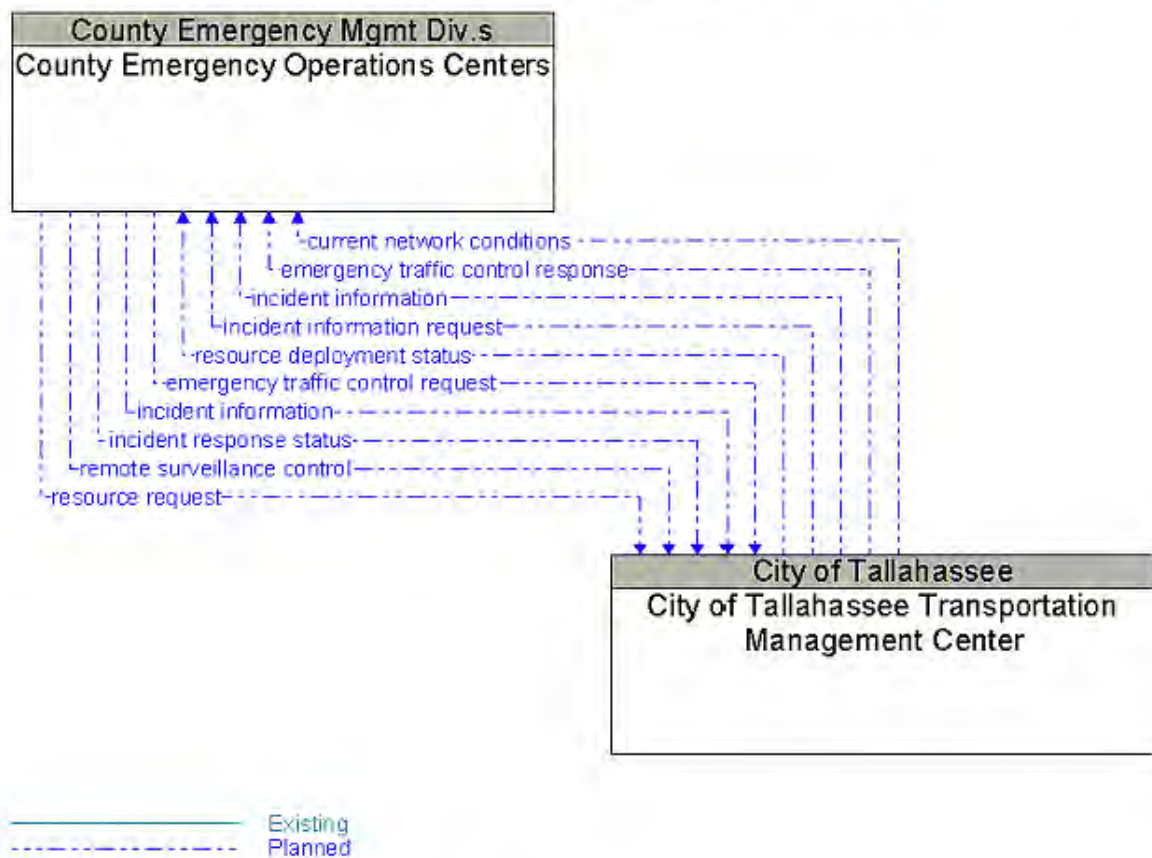 County Emergency Mgmt Div.s
County Emergency Operations Centers
current network conditions
emergency traffic control response
incident information
incident information request
resource deployment status
emergency traffic control request
incident information
incident response status
remote surveillance control
resource request
City of Tallahassee
City of Tallahassee Transportation
Management Center
Existing
Planned